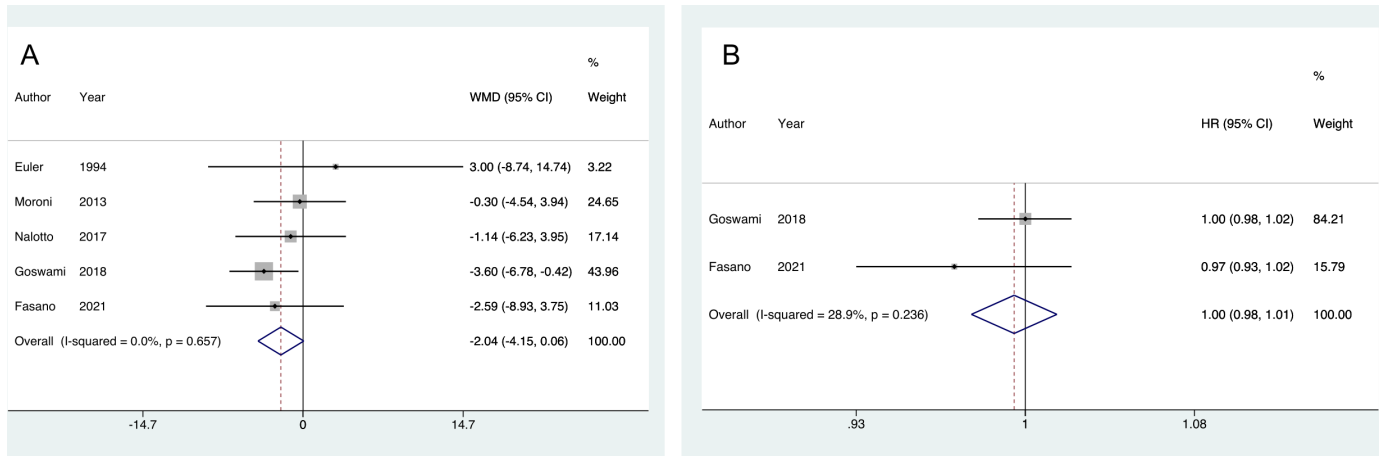 A
%
Author Year WMD (95% CI) Weight
Euler 1994 3.00 (-8.74, 14.74) 3.22
Moroni 2013 -0.30 (-4.54, 3.94) 24.65
Nalotto 2017 -1.14 (-6.23, 3.95) 17.14
Goswami 2018 -3.60 (-6.78, -0.42) 43.96
Fasano 2021 -2.59 (-8.93, 3.75) 11.03
Overall (I-squared = 0.0%, p = 0.657) -2.04 (-4.15, 0.06) 100.00
-14.7 0 14.7
B
%
Author Year HR (95% CI) Weight
Goswami 2018 1.00 (0.98, 1.02) 84.21
Fasano 2021 0.97 (0.93, 1.02) 15.79
Overall (I-squared = 28.9%, p = 0.236) 1.00 (0.98, 1.01) 100.00
.93 1 1.08